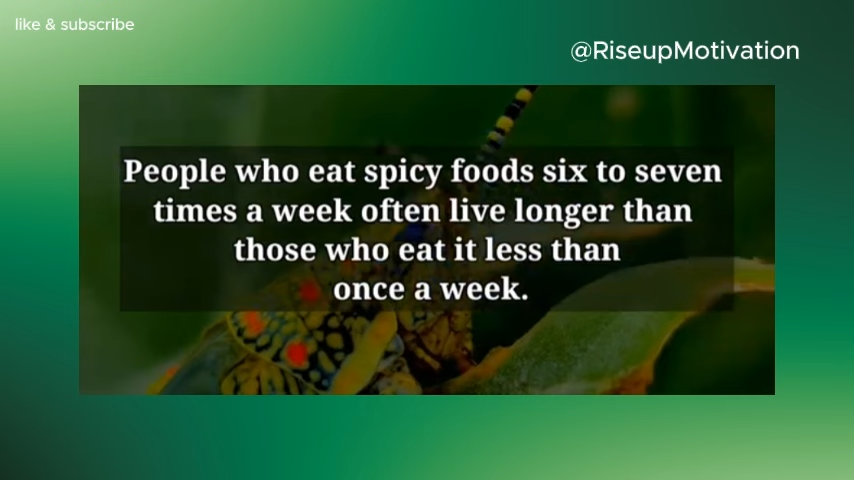 like & subscribe
@RiseupMotivation
People who eat spicy foods six to seven
times a week often live longer than
those who eat it less than
once a week.